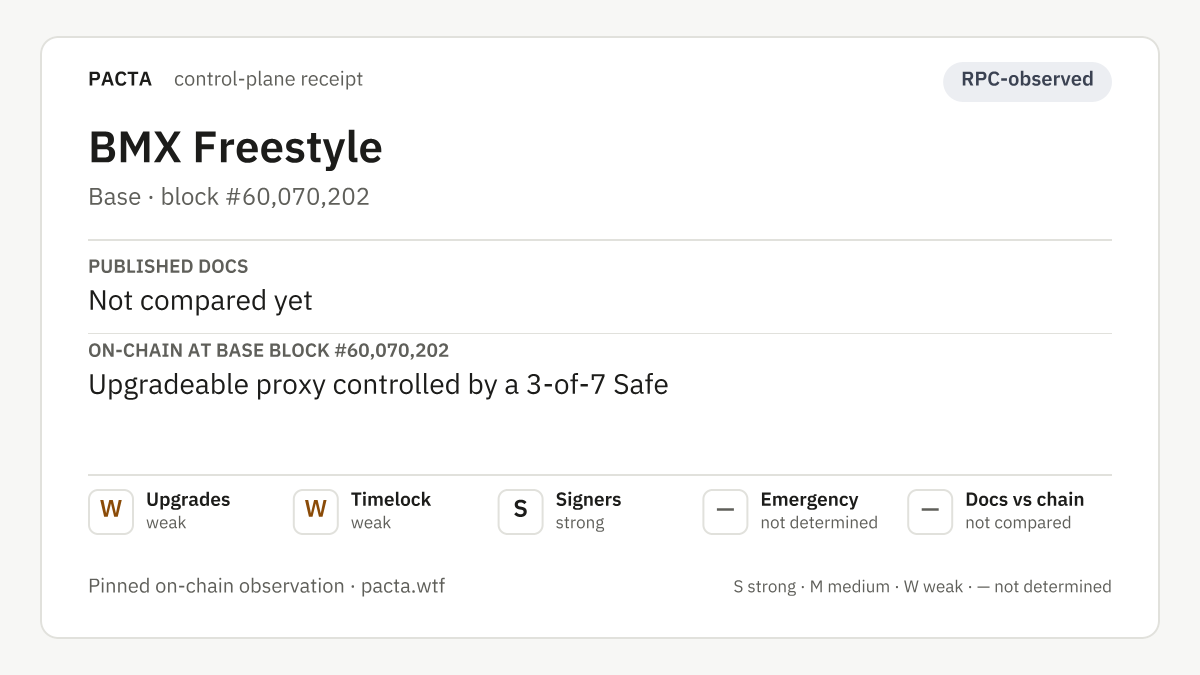 PACTA control-plane receipt
RPC-observed
BMX Freestyle
Base · block #60,070,202
PUBLISHED DOCS
Not compared yet
ON-CHAIN AT BASE BLOCK #60,070,202
Upgradeable proxy controlled by a 3-of-7 Safe
W Upgrades
weak
W Timelock
weak
S Signers
strong
— Emergency
not determined
— Docs vs chain
not compared
Pinned on-chain observation · pacta.wtf
S strong · M medium · W weak · — not determined